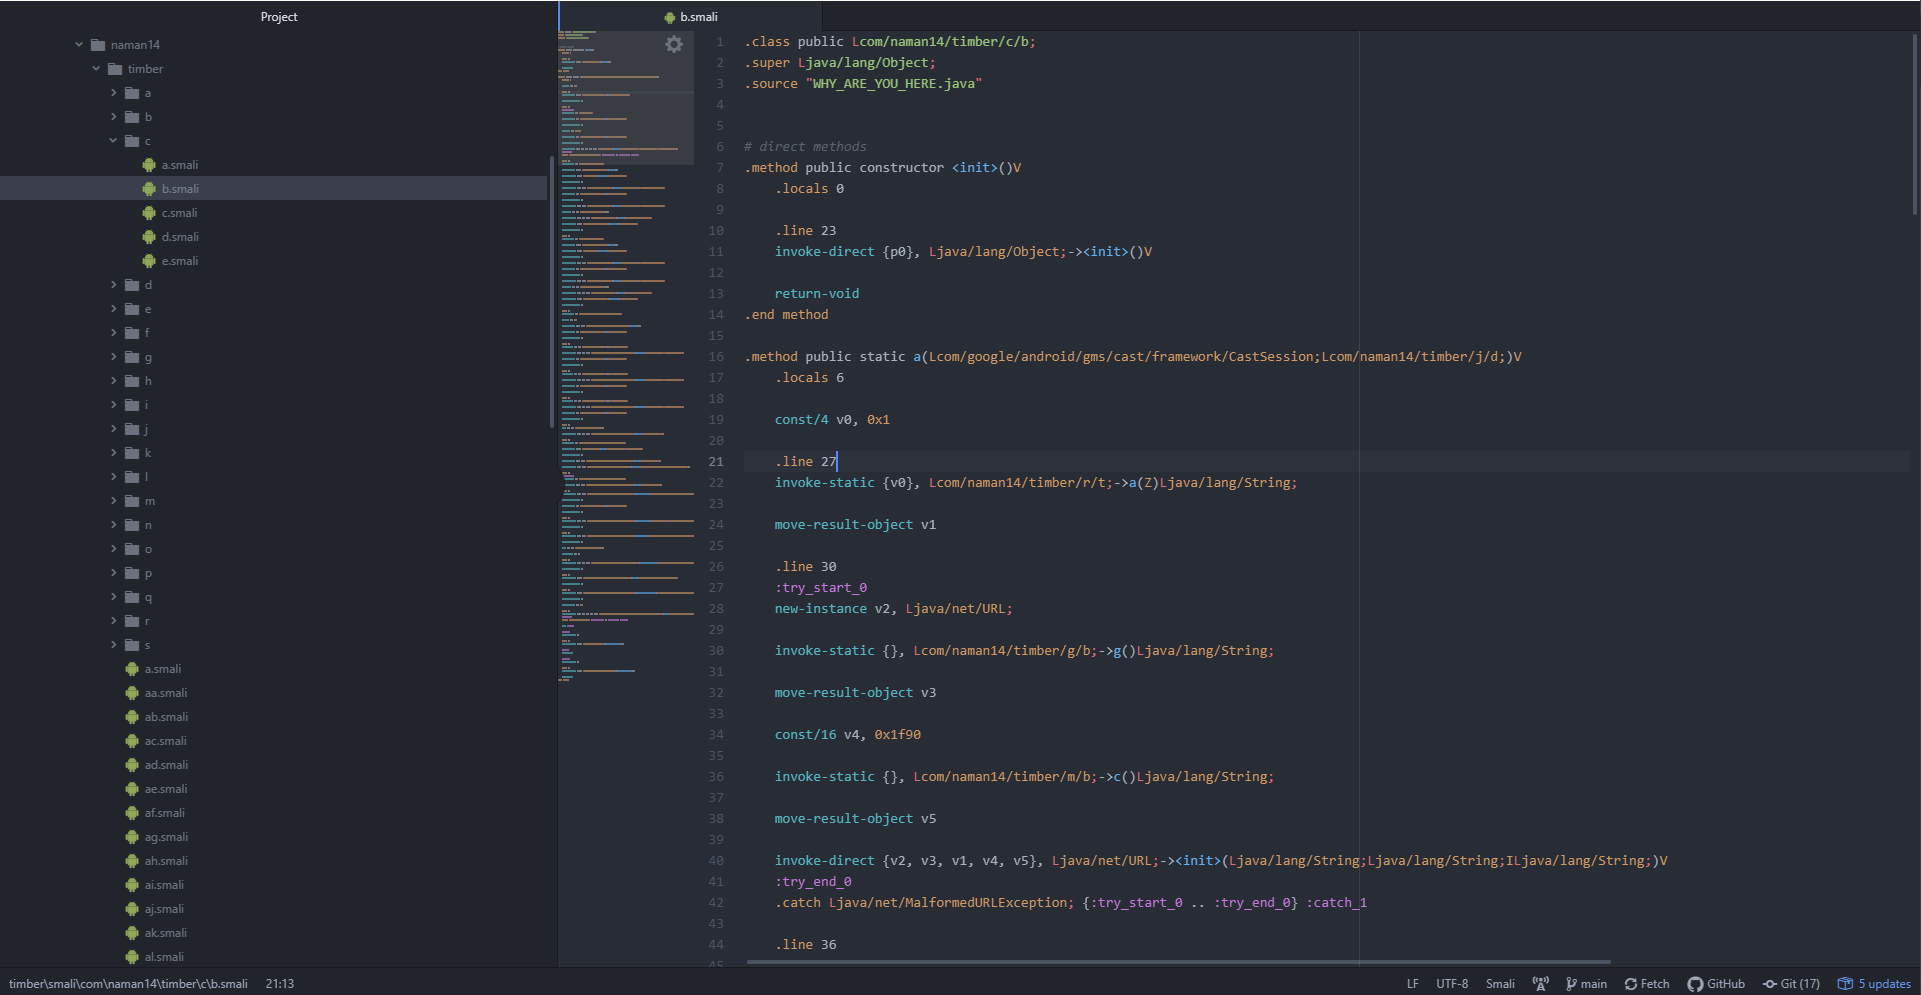 Project
naman14
timber
a
b
c
a.smali
b.smali
c.smali
d.smali
e.smali
d
e
f
g
h
i
j
k
l
m
n
o
p
q
r
s
a.smali
aa.smali
ab.smali
ac.smali
ad.smali
ae.smali
af.smali
ag.smali
ah.smali
ai.smali
aj.smali
ak.smali
al.smali
b.smali
1 .class public Lcom/naman14/timber/c/b;
2 .super Ljava/lang/Object;
3 .source "WHY_ARE_YOU_HERE.java"
4
5
6 # direct methods
7 .method public constructor <init>()V
8 .locals 0
9
10 .line 23
11 invoke-direct {p0}, Ljava/lang/Object;-><init>()V
12
13 return-void
14 .end method
15
16 .method public static a(Lcom/google/android/gms/cast/framework/CastSession;Lcom/naman14/timber/j/d;)V
17 .locals 6
18
19 const/4 v0, 0x1
20
21 .line 27
22 invoke-static {v0}, Lcom/naman14/timber/r/t;->a(Z)Ljava/lang/String;
23
24 move-result-object v1
25
26 .line 30
27 :try_start_0
28 new-instance v2, Ljava/net/URL;
29
30 invoke-static {}, Lcom/naman14/timber/g/b;->g()Ljava/lang/String;
31
32 move-result-object v3
33
34 const/16 v4, 0x1f90
35
36 invoke-static {}, Lcom/naman14/timber/m/b;->c()Ljava/lang/String;
37
38 move-result-object v5
39
40 invoke-direct {v2, v3, v1, v4, v5}, Ljava/net/URL;-><init>(Ljava/lang/String;Ljava/lang/String;ILjava/lang/String;)V
41 :try_end_0
42 .catch Ljava/net/MalformedURLException; {:try_start_0 .. :try_end_0} :catch_1
43
44 .line 36
45
timber\smali\com\naman14\timber\c\b.smali 21:13
LF UTF-8 Smali main Fetch GitHub Git (17) 5 updates